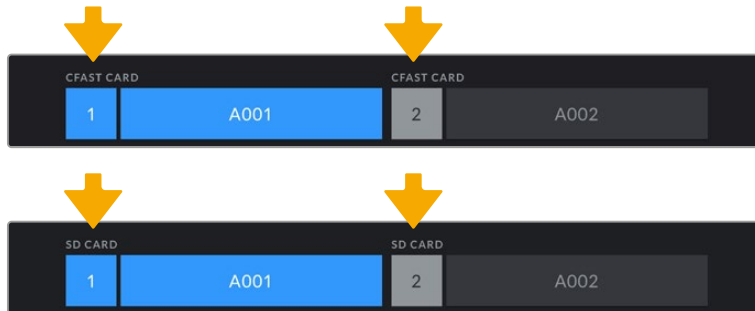 CFAST CARD CFAST CARD
1 A001 2 A002
SD CARD SD CARD
1 A001 2 A002